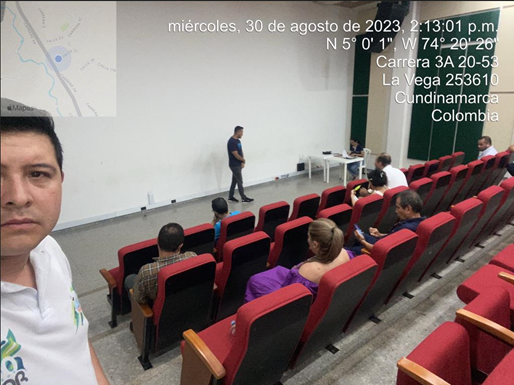 miércoles, 30 de agosto de 2023, 2:13:01 p.m.
N 5° 0' 1", W 74° 20' 26"
Carrera 3A 20-53
La Vega 253610
Cundinamarca
Colombia
Mapas